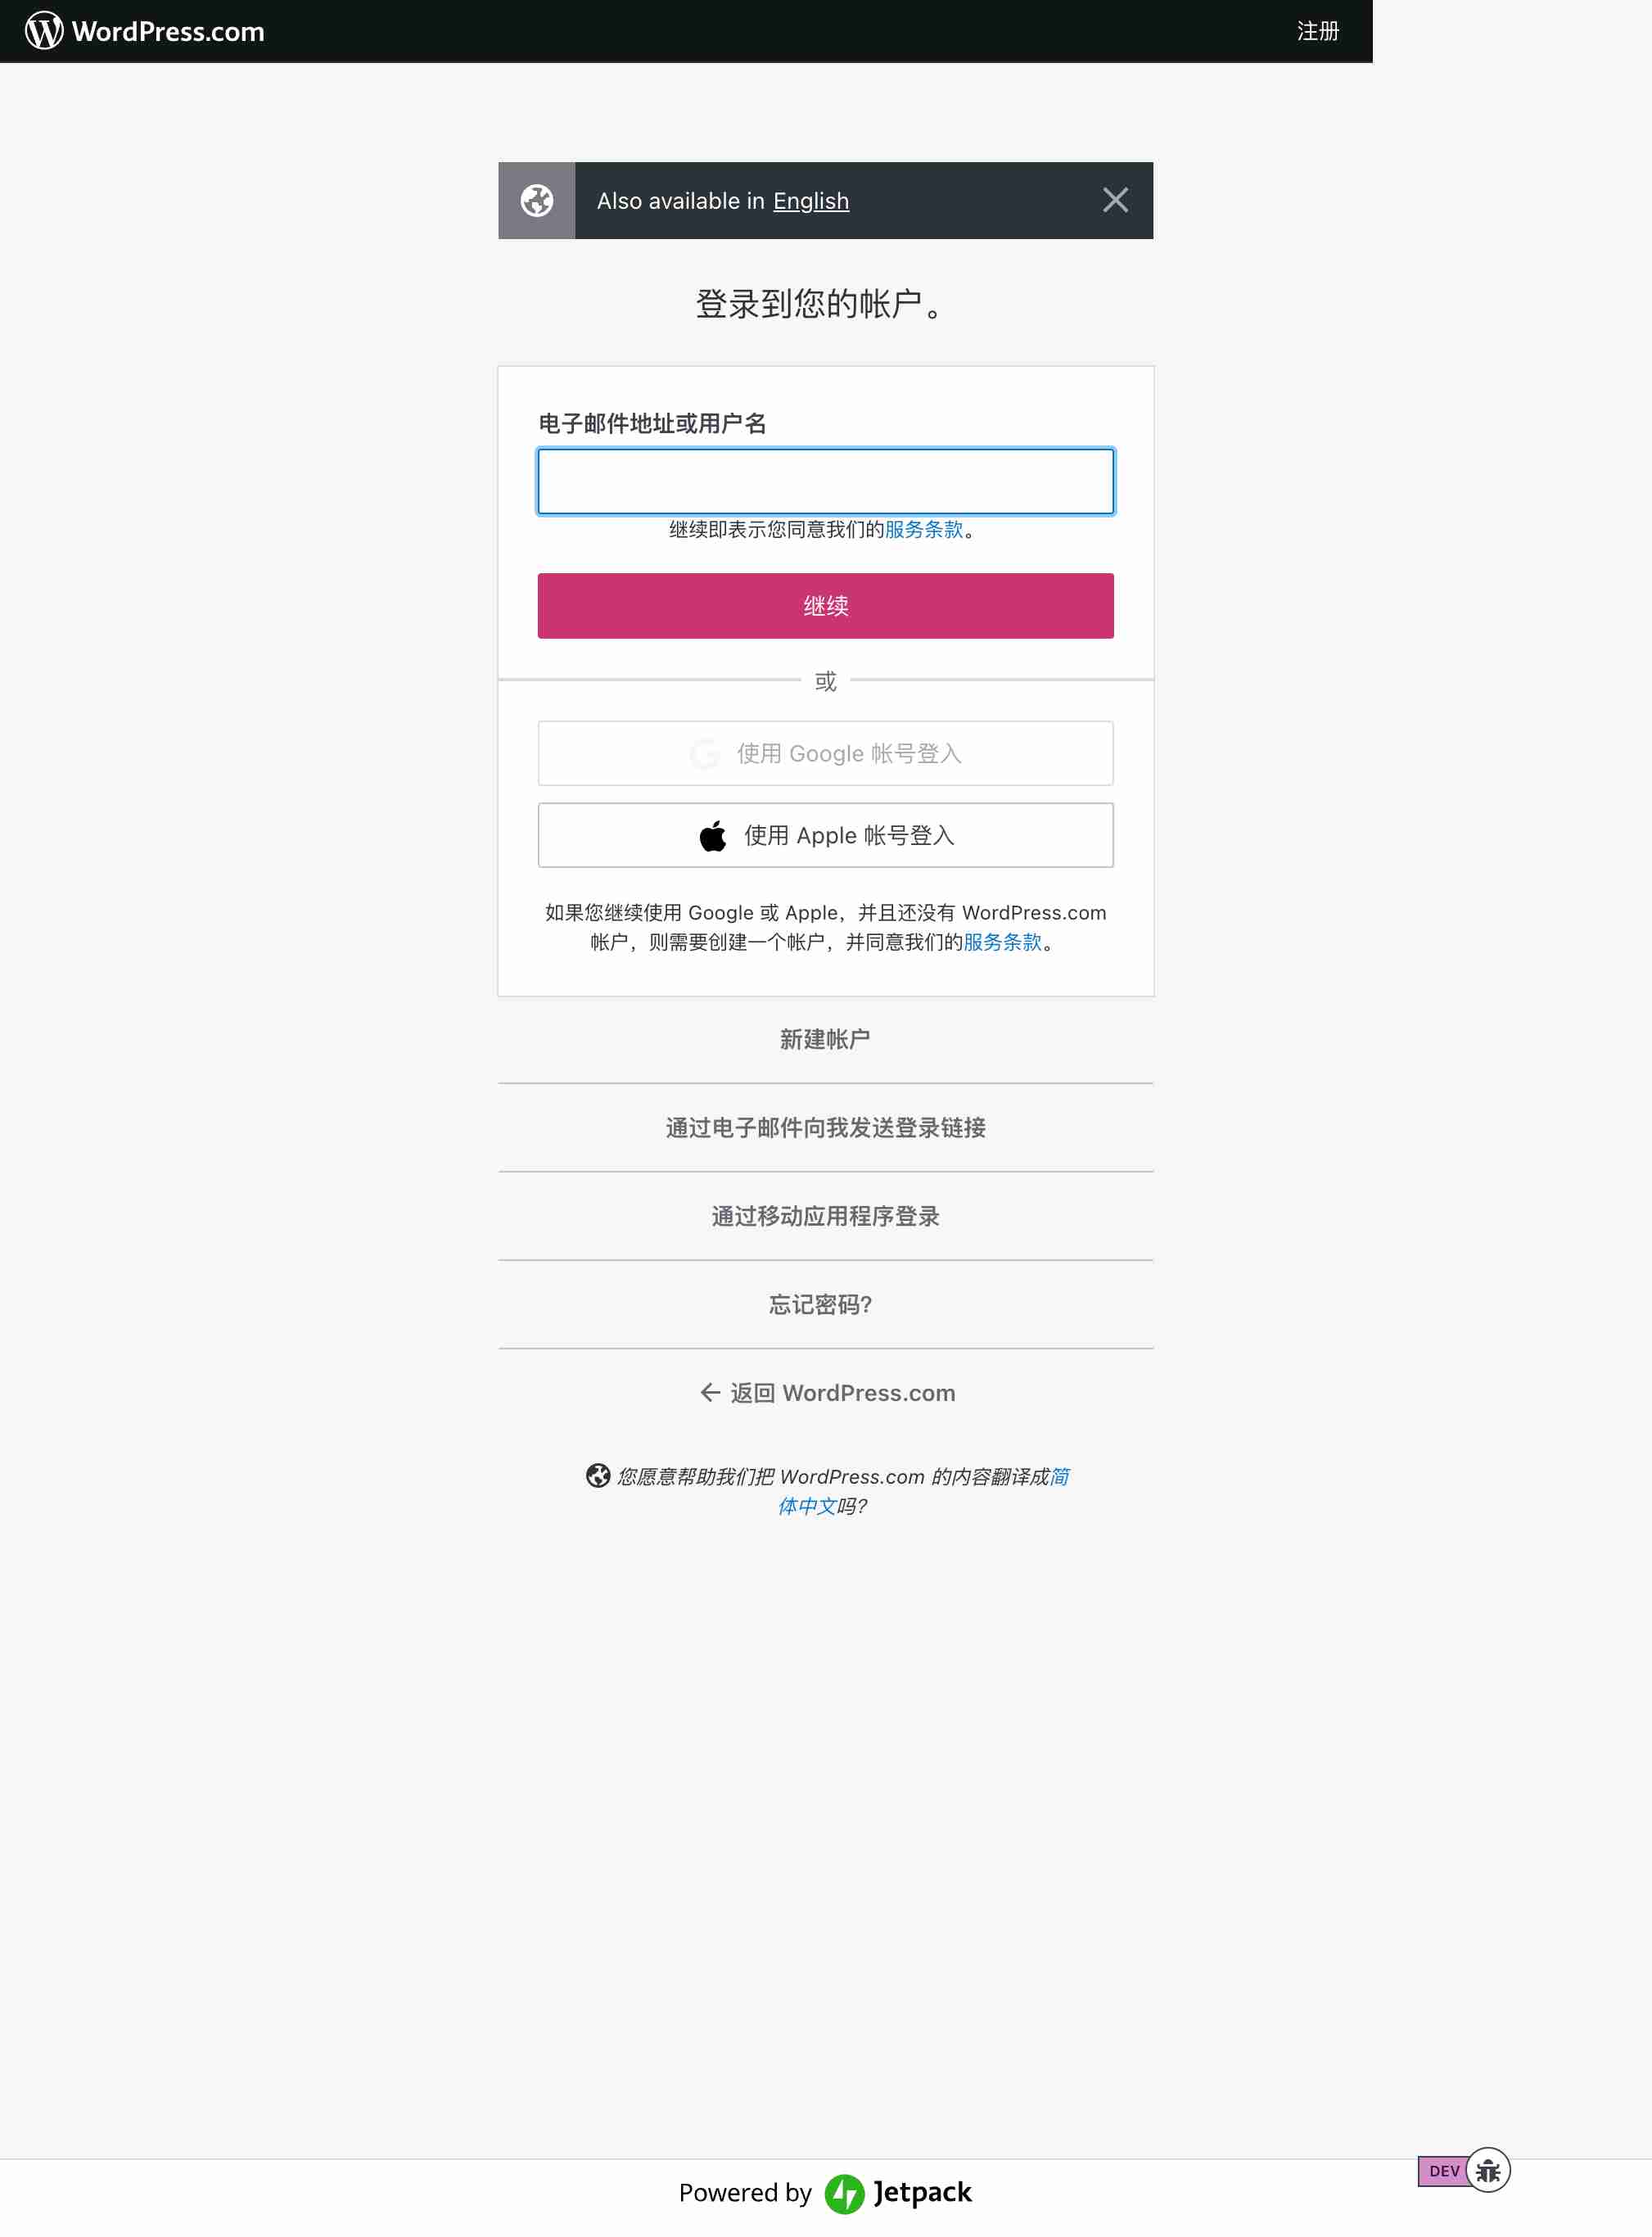 WordPress.com
注册
Also available in English
登录到您的帐户。
电子邮件地址或用户名
继续即表示您同意我们的服务条款。
继续
或
使用 Google 帐号登入
使用 Apple 帐号登入
如果您继续使用 Google 或 Apple，并且还没有 WordPress.com
帐户，则需要创建一个帐户，并同意我们的服务条款。
新建帐户
通过电子邮件向我发送登录链接
通过移动应用程序登录
忘记密码?
返回 WordPress.com
您愿意帮助我们把 WordPress.com 的内容翻译成简
体中文吗?
Powered by Jetpack
DEV